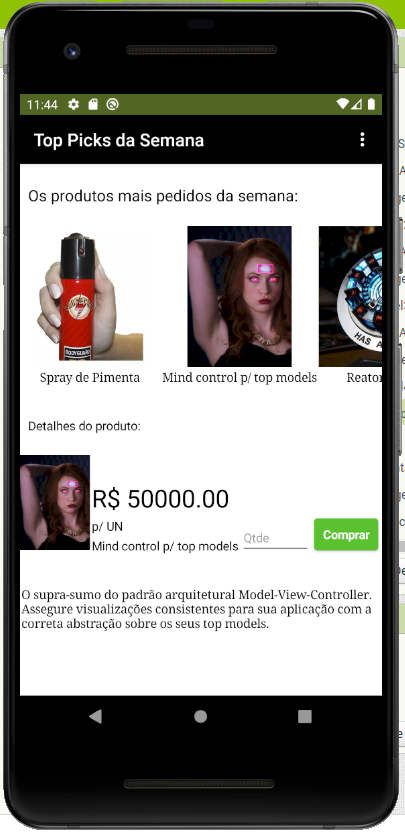 11:44
Top Picks da Semana
Os produtos mais pedidos da semana:
BODYGUARD
HAS A
Spray de Pimenta
Mind control p/ top models
Reator
Detalhes do produto:
R$ 50000.00
p/ UN
Mind control p/ top models
Qtde
Comprar
O supra-sumo do padrão arquitetural Model-View-Controller.
Assegure visualizações consistentes para sua aplicação com a
correta abstração sobre os seus top models.